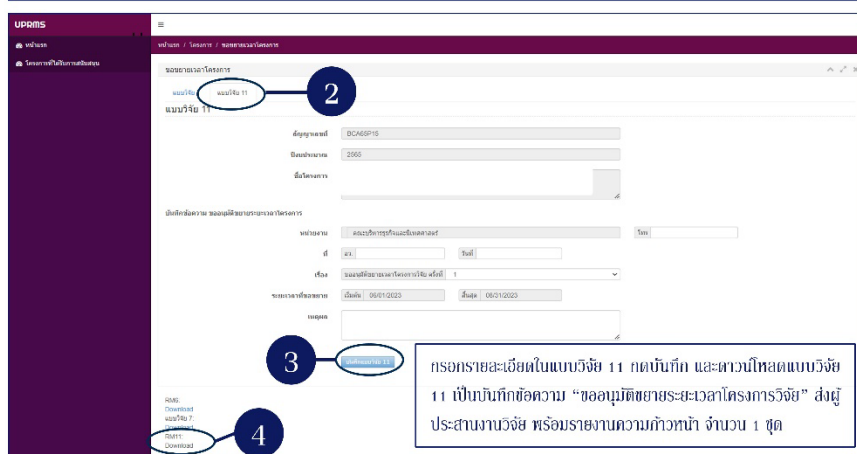 UPRMS
หน้าแรก
หน้าแรก / โครงการ / ขอขยายเวลาโครงการ
โครงการที่ได้รับการสนับสนุน
ขอขยายเวลาโครงการ
แบบวิจัย
แบบวิจัย 11
2
แบบวิจัย 11
สัญญาเลขที่ BCA65P15
ปีงบประมาณ 2565
ชื่อโครงการ
บันทึกข้อความ ขออนุมัติขยายระยะเวลาโครงการ
หน่วยงาน คณะบริหารธุรกิจและนิเทศศาสตร์ โทร
ที่ อว. วันที่
เรื่อง ขออนุมัติขยายเวลาโครงการวิจัย ครั้งที่ 1
ระยะเวลาที่ขอขยาย เริ่มต้น 06/01/2023 สิ้นสุด 08/31/2023
เหตุผล
3
บันทึกแบบวิจัย 11
กรอกรายละเอียดในแบบวิจัย 11 กดบันทึก และดาวน์โหลดแบบวิจัย
11 เป็นบันทึกข้อความ “ขออนุมัติขยายระยะเวลาโครงการวิจัย” ส่งผู้
ประสานงานวิจัย พร้อมรายงานความก้าวหน้า จำนวน 1 ชุด
RM6:
Download
แบบวิจัย 7:
Download
RM11:
Download
4